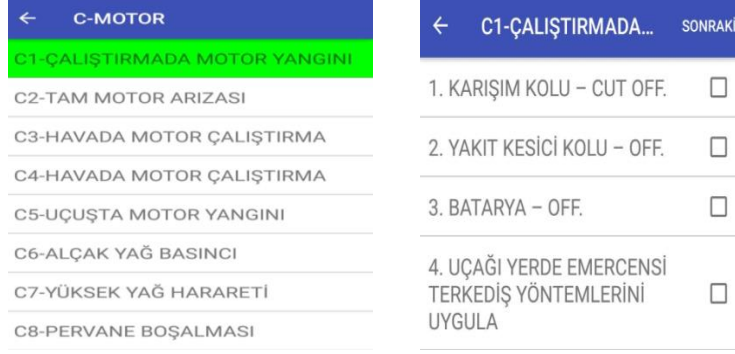 C-MOTOR
C1-ÇALIŞTIRMADA MOTOR YANGINI
C2-TAM MOTOR ARIZASI
C3-HAVADA MOTOR ÇALIŞTIRMA
C4-HAVADA MOTOR ÇALIŞTIRMA
C5-UÇUŞTA MOTOR YANGINI
C6-ALÇAK YAĞ BASINCI
C7-YÜKSEK YAĞ HARARETİ
C8-PERVANE BOŞALMASI
C1-ÇALIŞTIRMADA... SONRAKİ
1. KARIŞIM KOLU – CUT OFF.
2. YAKIT KESİCİ KOLU – OFF.
3. BATARYA – OFF.
4. UÇAĞI YERDE EMERCENSİ
TERKEDİŞ YÖNTEMLERİNİ
UYGULA